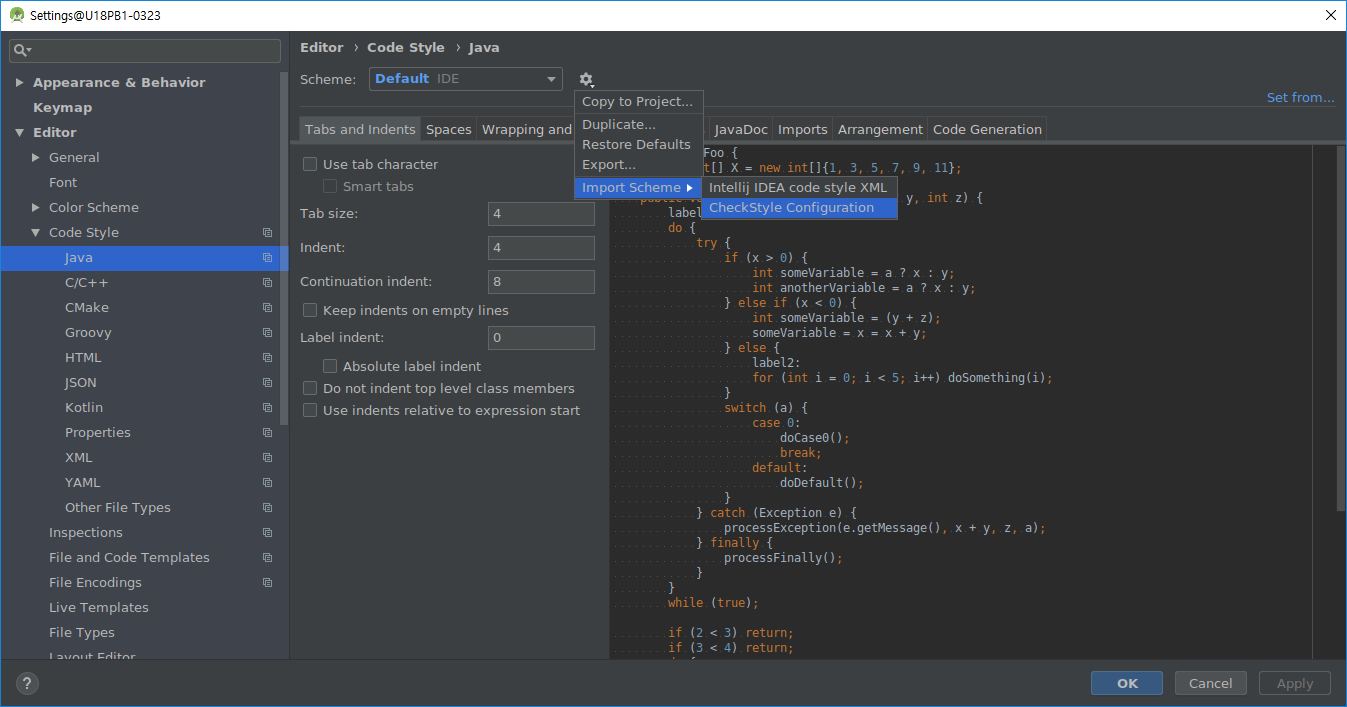 Settings@U18PB1-0323
Appearance & Behavior
Keymap
Editor
General
Font
Color Scheme
Code Style
Java
C/C++
CMake
Groovy
HTML
JSON
Kotlin
Properties
XML
YAML
Other File Types
Inspections
File and Code Templates
File Encodings
Live Templates
File Types
Layout Editor
?
Editor › Code Style › Java
Scheme: Default IDE
Set from...
Copy to Project...
Duplicate...
Restore Defaults
Export...
Import Scheme
Intellij IDEA code style XML
CheckStyle Configuration
Tabs and Indents Spaces Wrapping and JavaDoc Imports Arrangement Code Generation
Use tab character
Smart tabs
Tab size: 4
Indent: 4
Continuation indent: 8
Keep indents on empty lines
Label indent: 0
Absolute label indent
Do not indent top level class members
Use indents relative to expression start
Foo {
[] X = new int[]{1, 3, 5, 7, 9, 11};
y, int z) {
label
do {
try {
if (x > 0) {
int someVariable = a ? x : y;
int anotherVariable = a ? x : y;
} else if (x < 0) {
int someVariable = (y + z);
someVariable = x = x + y;
} else {
label2:
for (int i = 0; i < 5; i++) doSomething(i);
}
switch (a) {
case 0:
doCase0();
break;
default:
doDefault();
}
} catch (Exception e) {
processException(e.getMessage(), x + y, z, a);
} finally {
processFinally();
}
}
while (true);
if (2 < 3) return;
if (3 < 4) return;
OK
Cancel
Apply